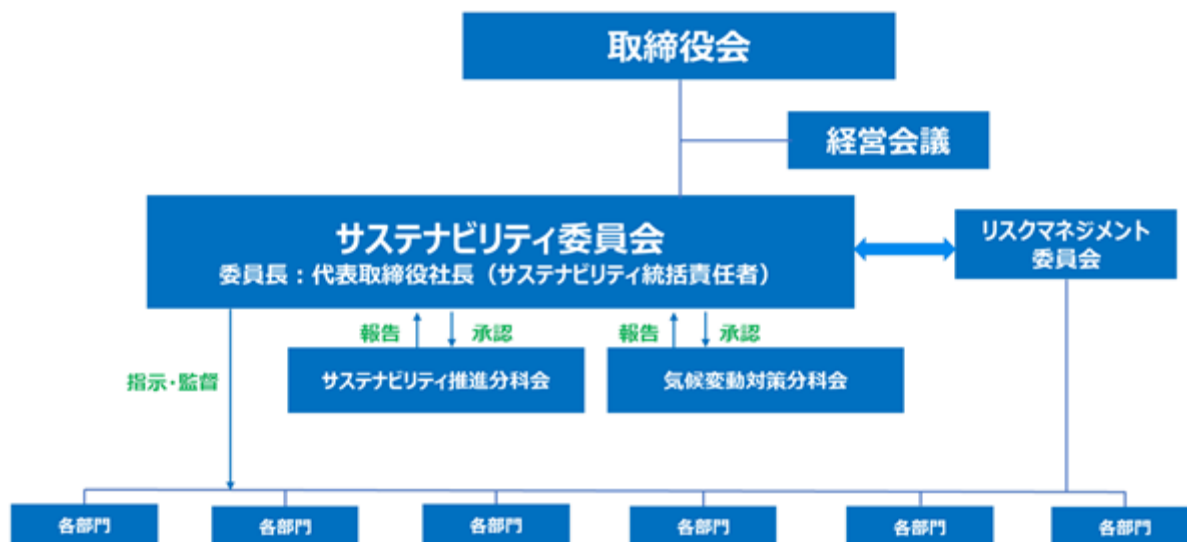 取締役会
経営会議
サステナビリティ委員会
委員長：代表取締役社長（サステナビリティ統括責任者）
リスクマネジメント
委員会
報告
承認
報告
承認
サステナビリティ推進分科会
気候変動対策分科会
指示・監督
各部門
各部門
各部門
各部門
各部門
各部門